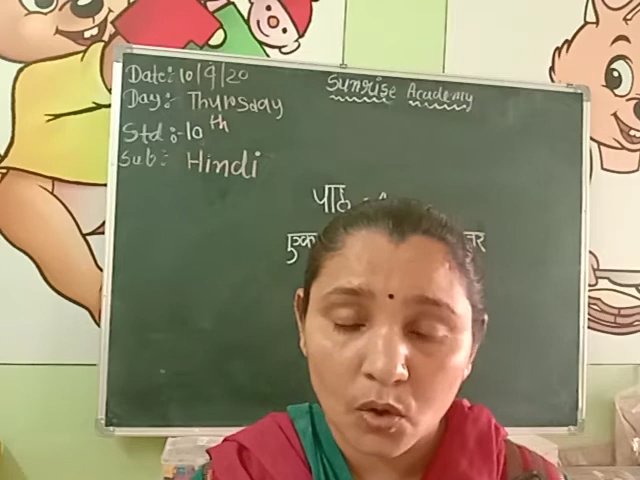 Date: 10/9/20
Sunrise Academy
Day:- Thursday
Std :- 10th
Sub :- Hindi
पाठ